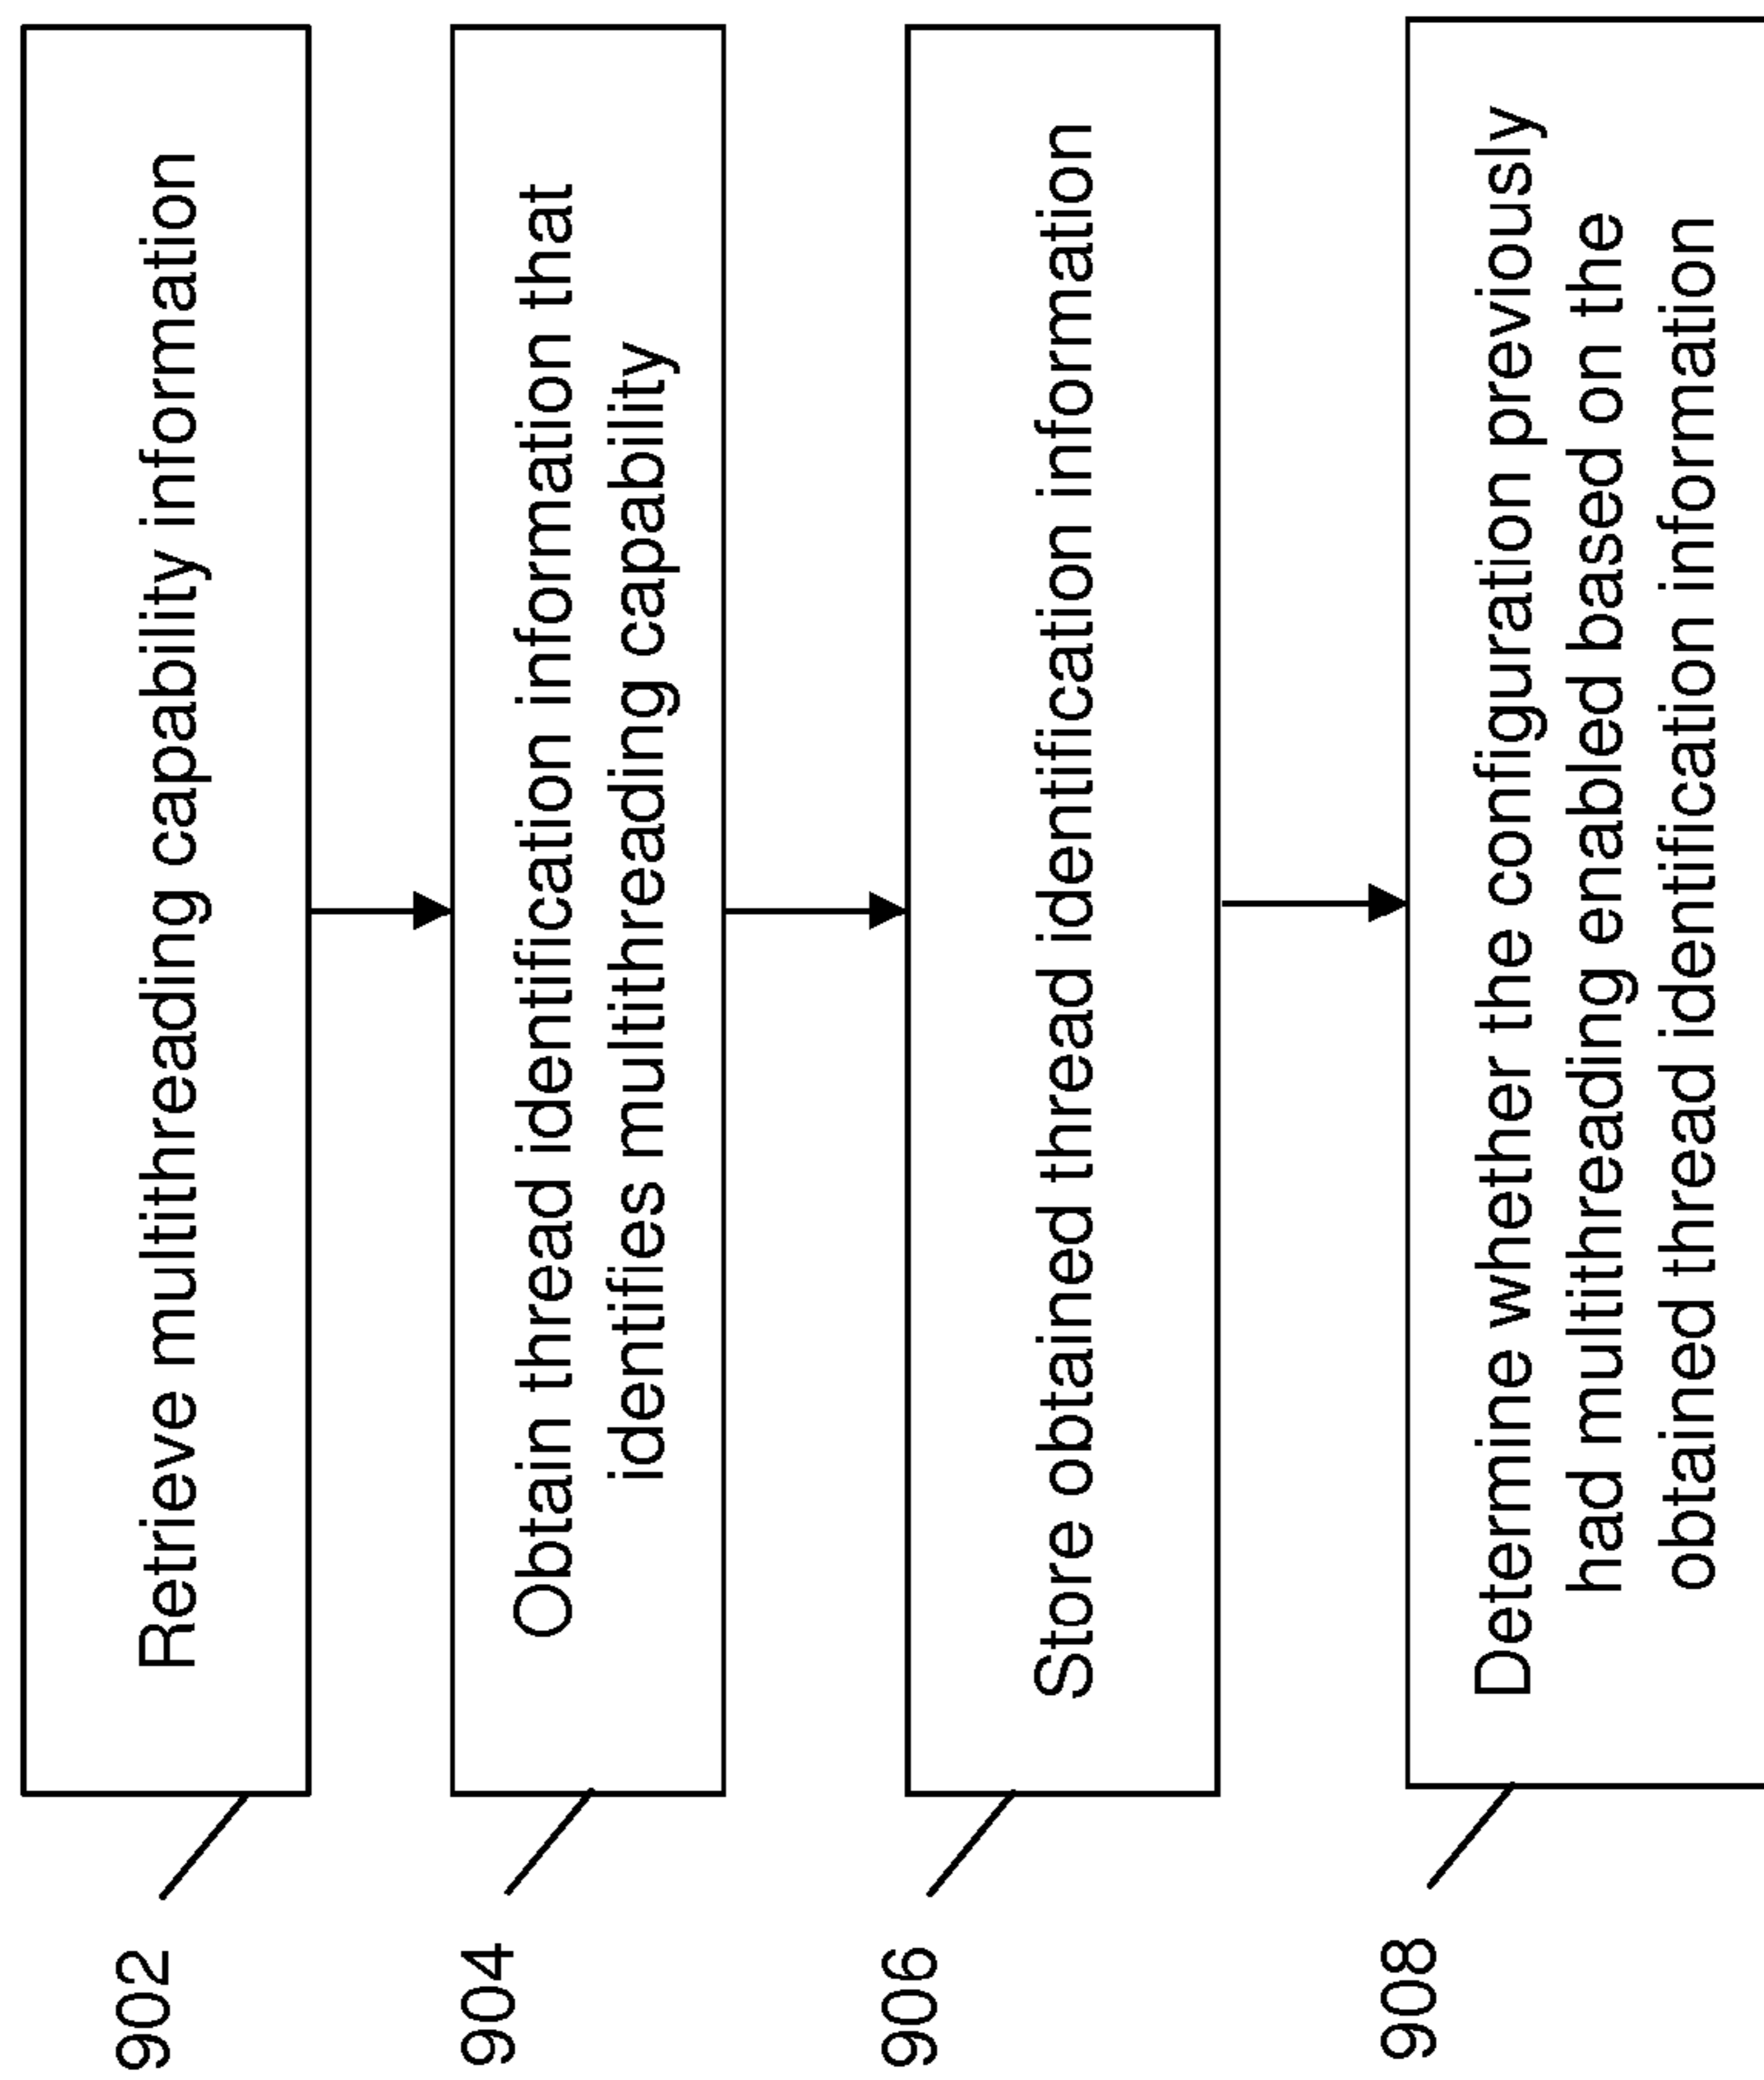 902
Retrieve multithreading capability information
904
Obtain thread identification information that
identifies multithreading capability
906
Store obtained thread identification information
908
Determine whether the configuration previously
had multithreading enabled based on the
obtained thread identification information